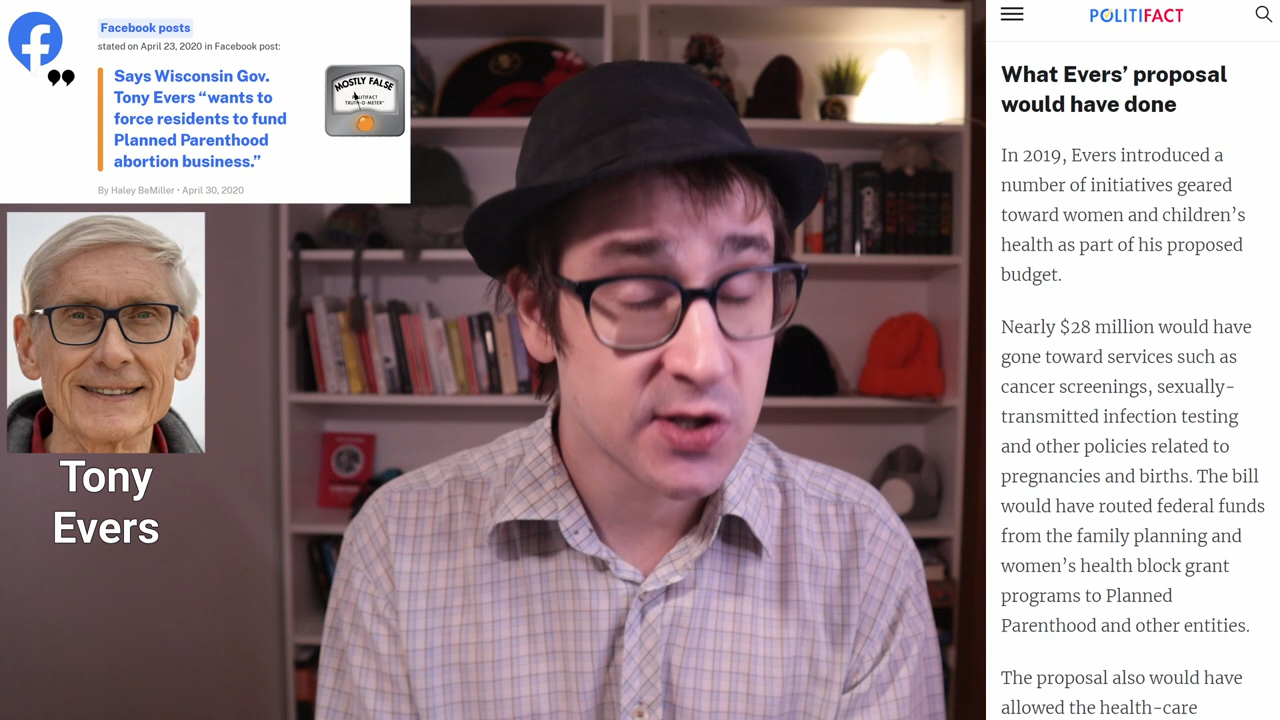 Facebook posts
stated on April 23, 2020 in Facebook post:
Says Wisconsin Gov.
Tony Evers “wants to
force residents to fund
Planned Parenthood
abortion business.”
By Haley BeMiller • April 30, 2020
MOSTLY FALSE
POLITIFACT
TRUTH-O-METER™
Tony
Evers
POLITIFACT
What Evers’ proposal
would have done
In 2019, Evers introduced a
number of initiatives geared
toward women and children’s
health as part of his proposed
budget.
Nearly $28 million would have
gone toward services such as
cancer screenings, sexually-
transmitted infection testing
and other policies related to
pregnancies and births. The bill
would have routed federal funds
from the family planning and
women’s health block grant
programs to Planned
Parenthood and other entities.
The proposal also would have
allowed the health-care